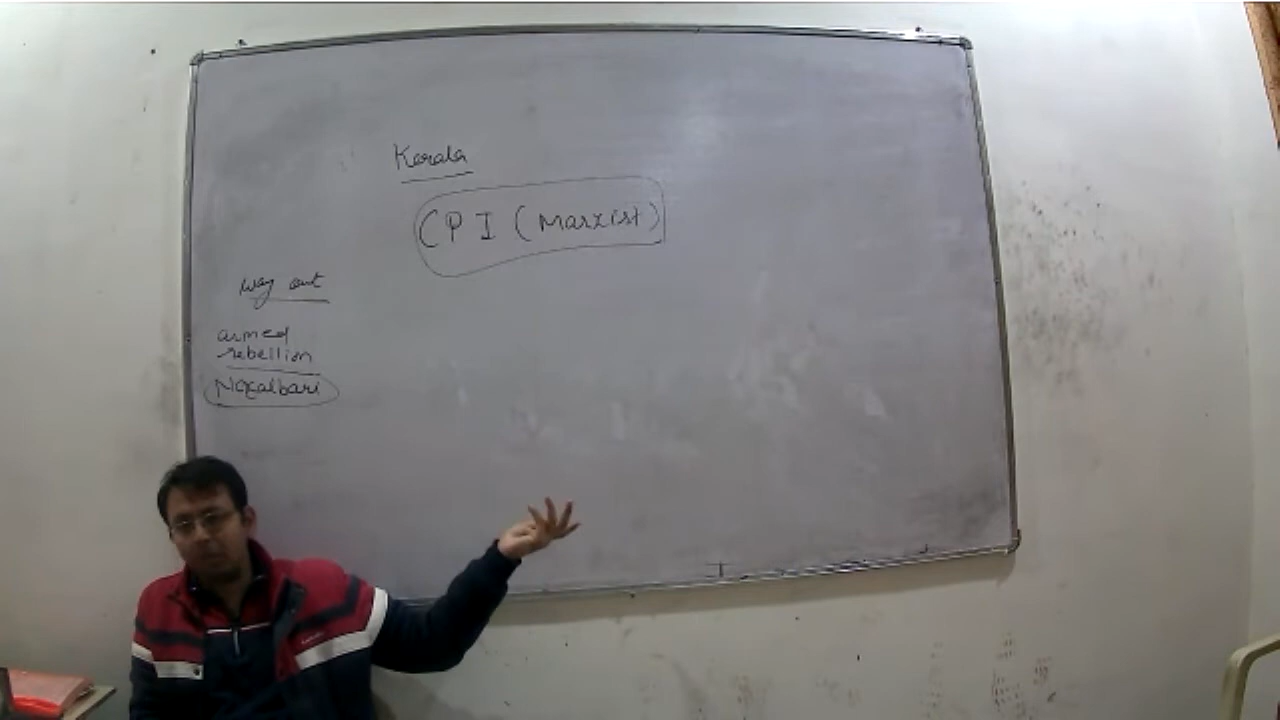 Kerala
CPI (Marxist)
way out
armed
rebellion
Naxalbari